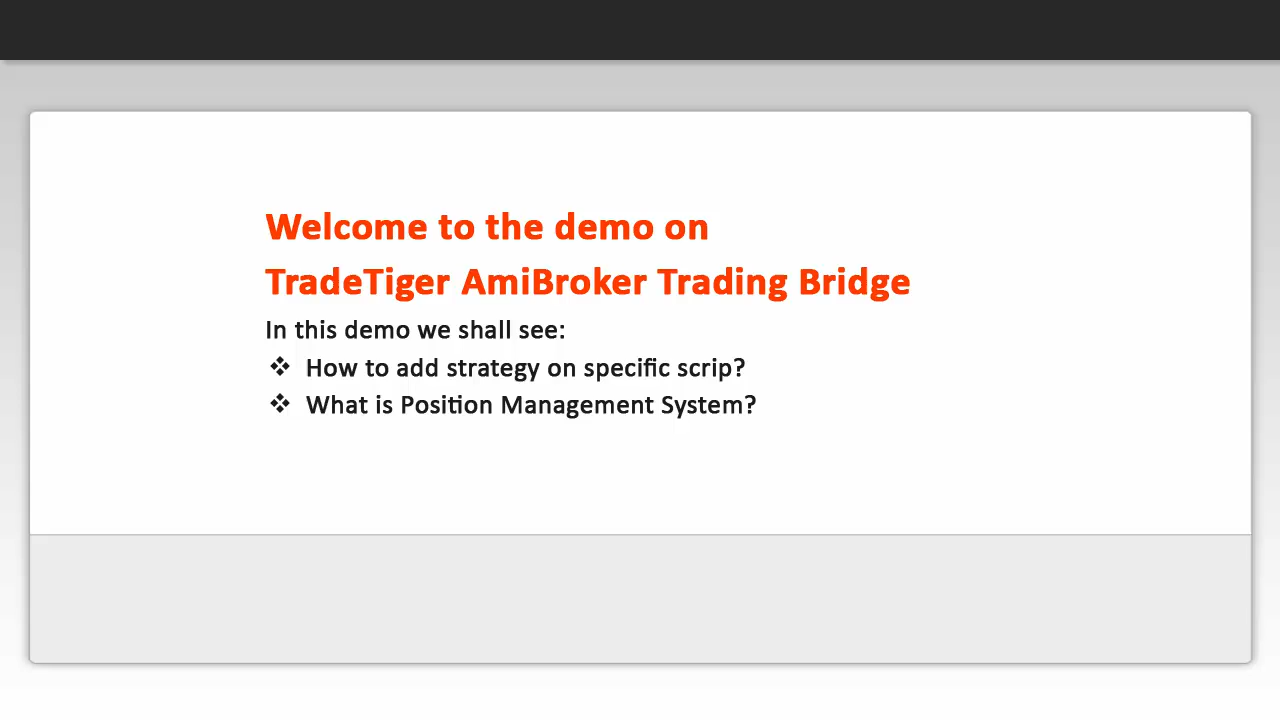 Welcome to the demo on
TradeTiger AmiBroker Trading Bridge
In this demo we shall see:
❖ How to add strategy on specific scrip?
❖ What is Position Management System?